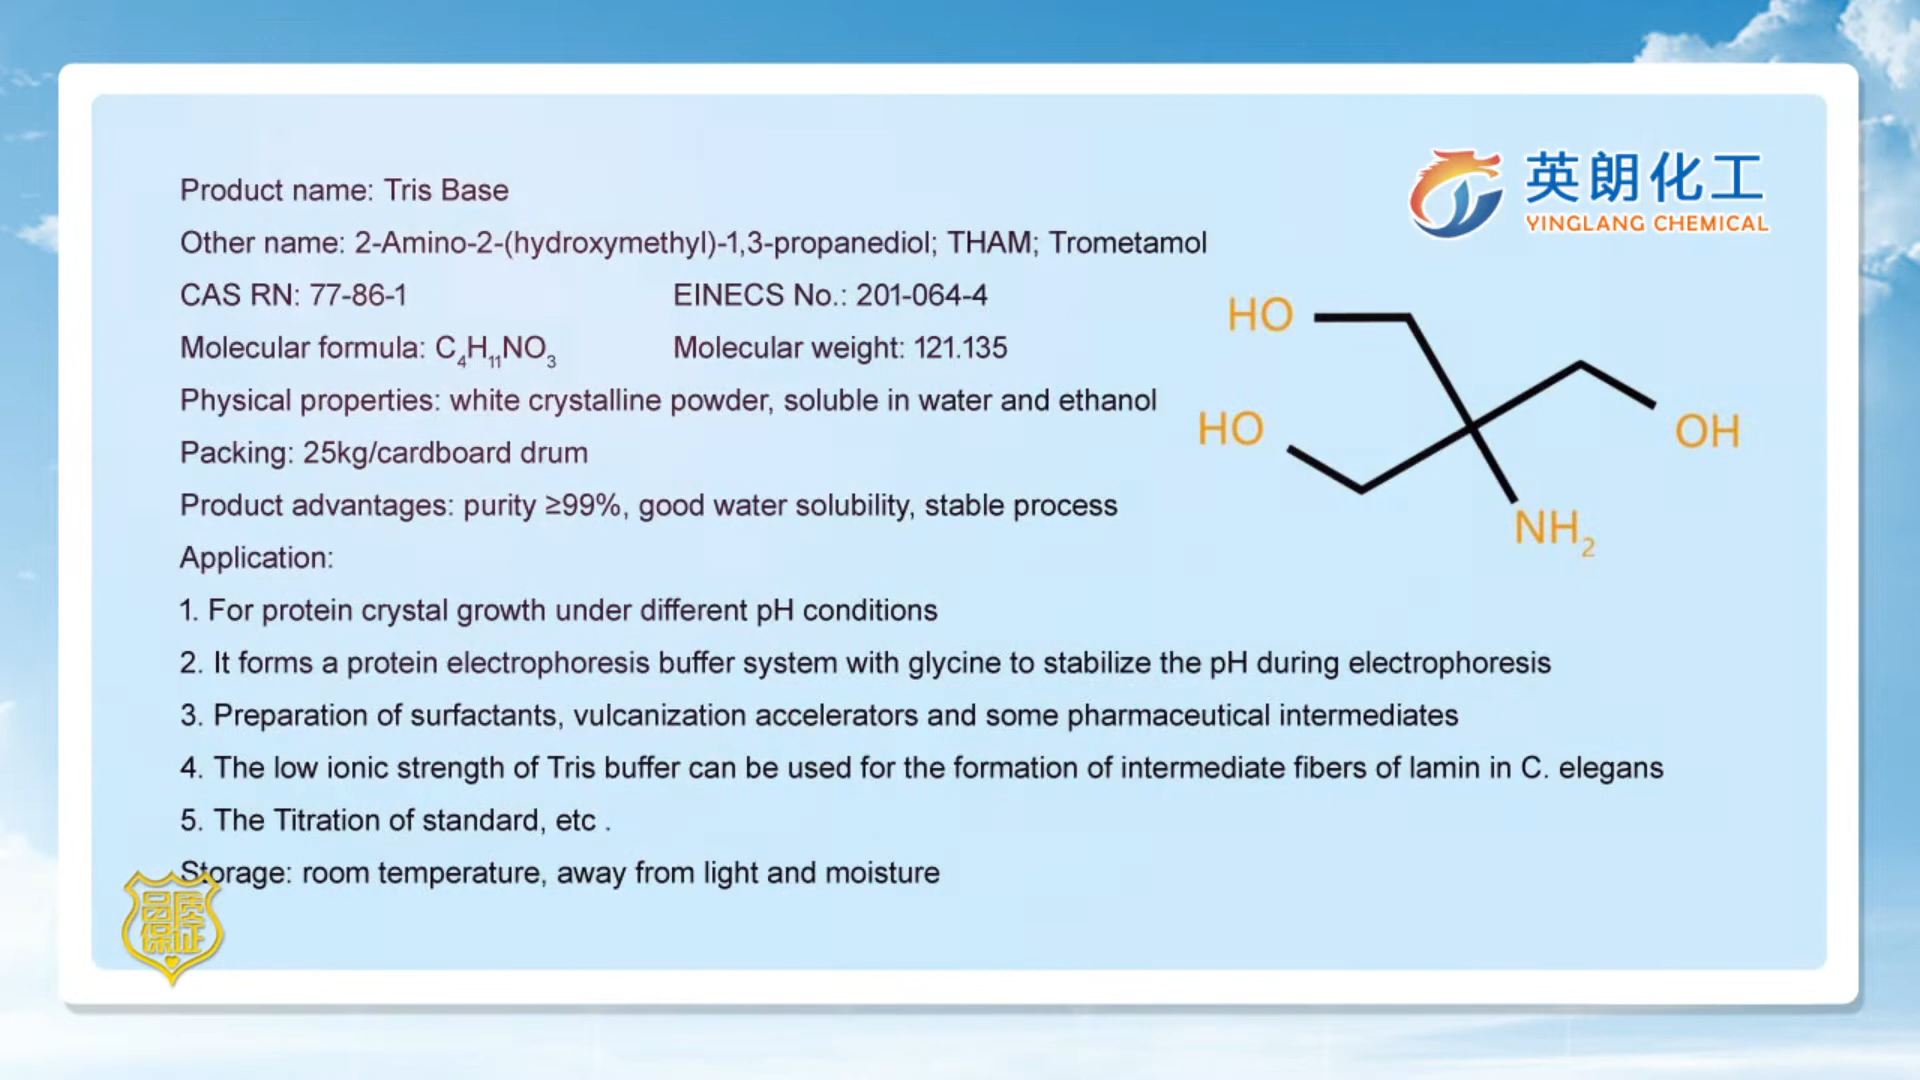 英朗化工
YINGLANG CHEMICAL
Product name: Tris Base
Other name: 2-Amino-2-(hydroxymethyl)-1,3-propanediol; THAM; Trometamol
CAS RN: 77-86-1 EINECS No.: 201-064-4
Molecular formula: C₄H₁₁NO₃ Molecular weight: 121.135
Physical properties: white crystalline powder, soluble in water and ethanol
Packing: 25kg/cardboard drum
Product advantages: purity ≥99%, good water solubility, stable process
Application:
1. For protein crystal growth under different pH conditions
2. It forms a protein electrophoresis buffer system with glycine to stabilize the pH during electrophoresis
3. Preparation of surfactants, vulcanization accelerators and some pharmaceutical intermediates
4. The low ionic strength of Tris buffer can be used for the formation of intermediate fibers of lamin in C. elegans
5. The Titration of standard, etc .
Storage: room temperature, away from light and moisture
HO
HO
OH
NH₂
品质
保证